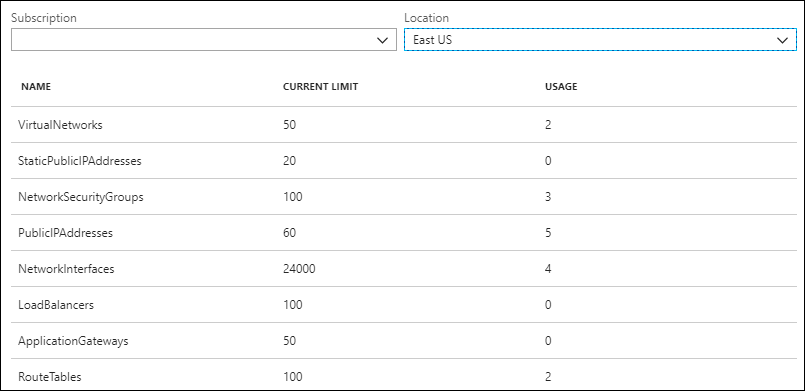 Subscription Location
East US
NAME CURRENT LIMIT USAGE
VirtualNetworks 50 2
StaticPublicIPAddresses 20 0
NetworkSecurityGroups 100 3
PublicIPAddresses 60 5
NetworkInterfaces 24000 4
LoadBalancers 100 0
ApplicationGateways 50 0
RouteTables 100 2